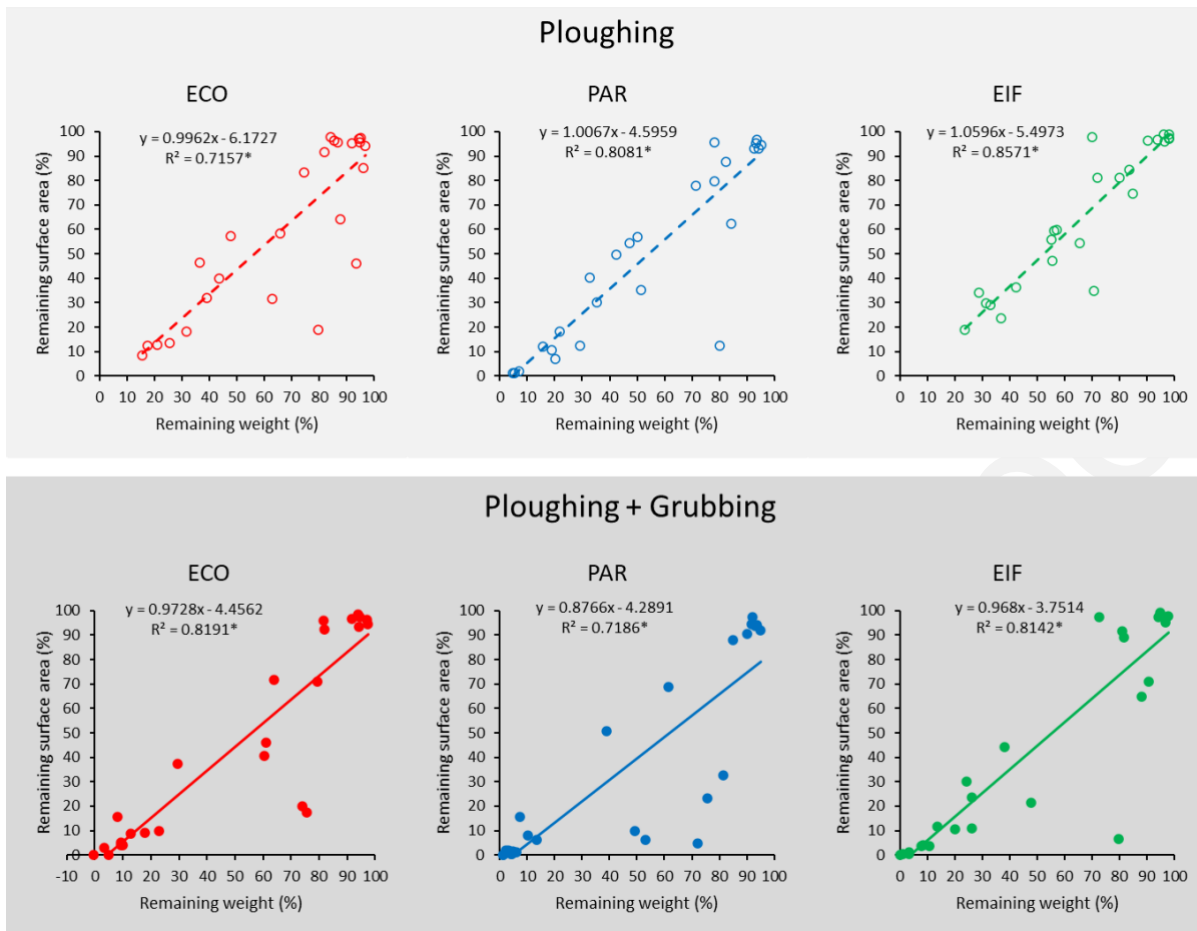 Ploughing
ECO
PAR
EIF
y = 0.9962x - 6.1727
R² = 0.7157*
y = 1.0067x - 4.5959
R² = 0.8081*
y = 1.0596x - 5.4973
R² = 0.8571*
Remaining surface area (%)
100
90
80
70
60
50
40
30
20
10
0
0 10 20 30 40 50 60 70 80 90 100
Remaining weight (%)
Remaining surface area (%)
100
90
80
70
60
50
40
30
20
10
0
0 10 20 30 40 50 60 70 80 90 100
Remaining weight (%)
Remaining surface area (%)
100
90
80
70
60
50
40
30
20
10
0
0 10 20 30 40 50 60 70 80 90 100
Remaining weight (%)
Ploughing + Grubbing
ECO
PAR
EIF
y = 0.9728x - 4.4562
R² = 0.8191*
y = 0.8766x - 4.2891
R² = 0.7186*
y = 0.968x - 3.7514
R² = 0.8142*
Remaining surface area (%)
100
90
80
70
60
50
40
30
20
10
0
-10 0 10 20 30 40 50 60 70 80 90 100
Remaining weight (%)
Remaining surface area (%)
100
90
80
70
60
50
40
30
20
10
0
0 10 20 30 40 50 60 70 80 90 100
Remaining weight (%)
Remaining surface area (%)
100
90
80
70
60
50
40
30
20
10
0
0 10 20 30 40 50 60 70 80 90 100
Remaining weight (%)